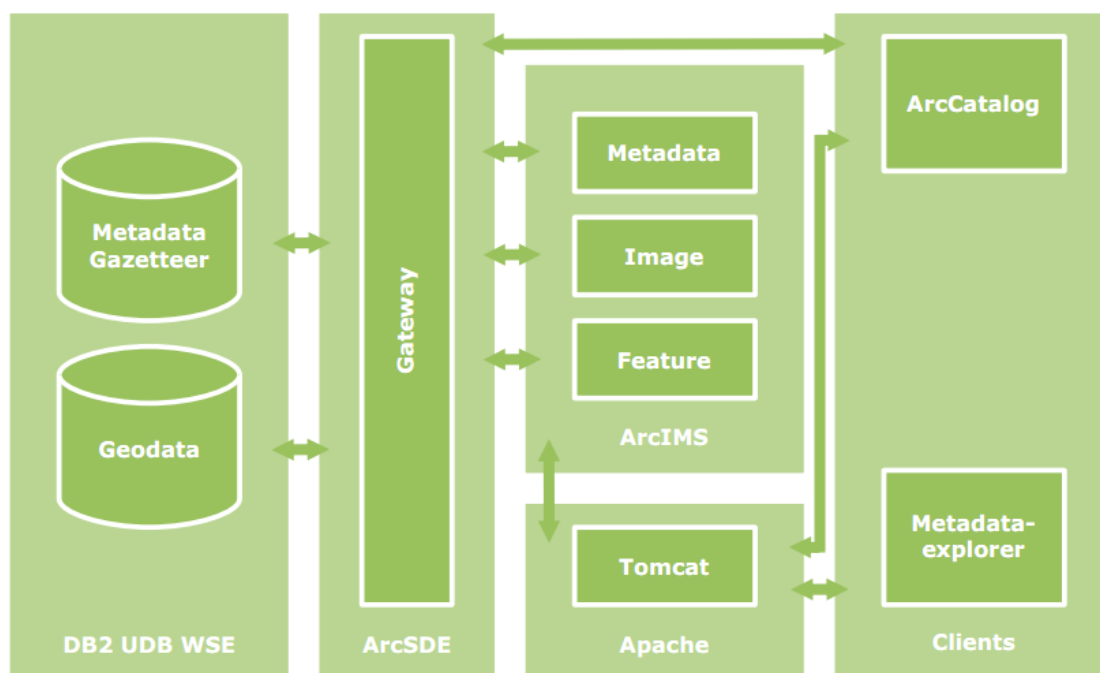 Metadata
Gazetteer
Geodata
DB2 UDB WSE
Gateway
ArcSDE
Metadata
Image
Feature
ArcIMS
Tomcat
Apache
ArcCatalog
Metadata-
explorer
Clients